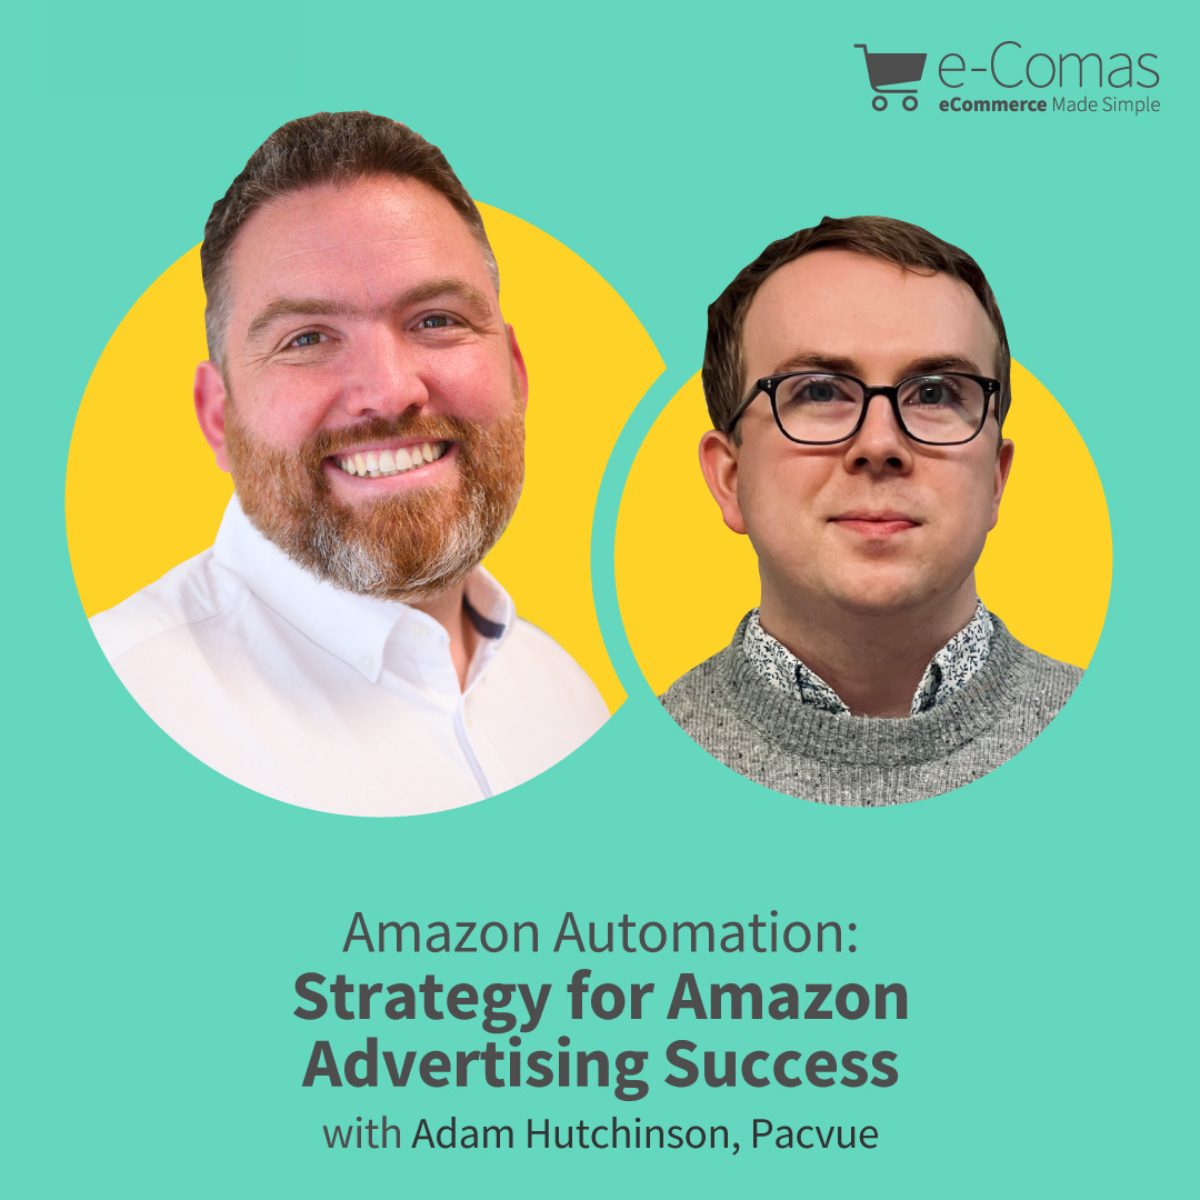 e-Comas
eCommerce Made Simple
Amazon Automation:
Strategy for Amazon
Advertising Success
with Adam Hutchinson, Pacvue